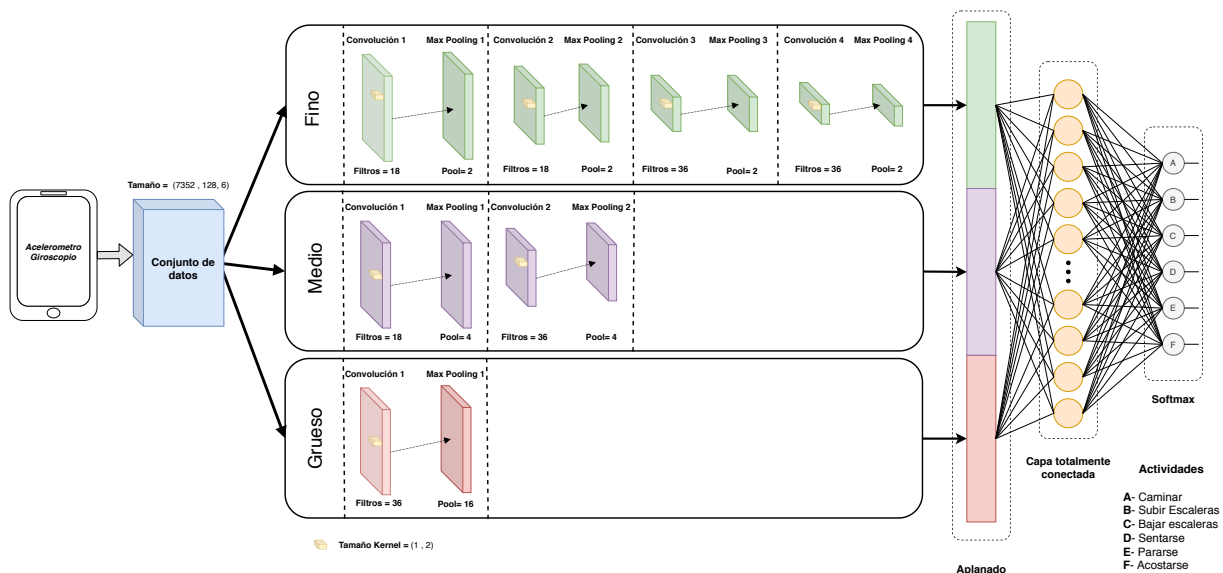 Acelerometro
Giroscopio
Tamaño = (7352 , 128, 6)
Conjunto de
datos
Fino
Convolución 1
Max Pooling 1
Convolución 2
Max Pooling 2
Convolución 3
Max Pooling 3
Convolución 4
Max Pooling 4
Filtros = 18
Pool= 2
Filtros = 18
Pool= 2
Filtros = 36
Pool= 2
Filtros = 36
Pool= 2
Medio
Convolución 1
Max Pooling 1
Convolución 2
Max Pooling 2
Filtros = 18
Pool= 4
Filtros = 36
Pool= 4
Grueso
Convolución 1
Max Pooling 1
Filtros = 36
Pool= 16
Tamaño Kernel = (1 , 2)
Aplanado
Capa totalmente
conectada
A
B
C
D
E
F
Softmax
Actividades
A- Caminar
B- Subir Escaleras
C- Bajar escaleras
D- Sentarse
E- Pararse
F- Acostarse